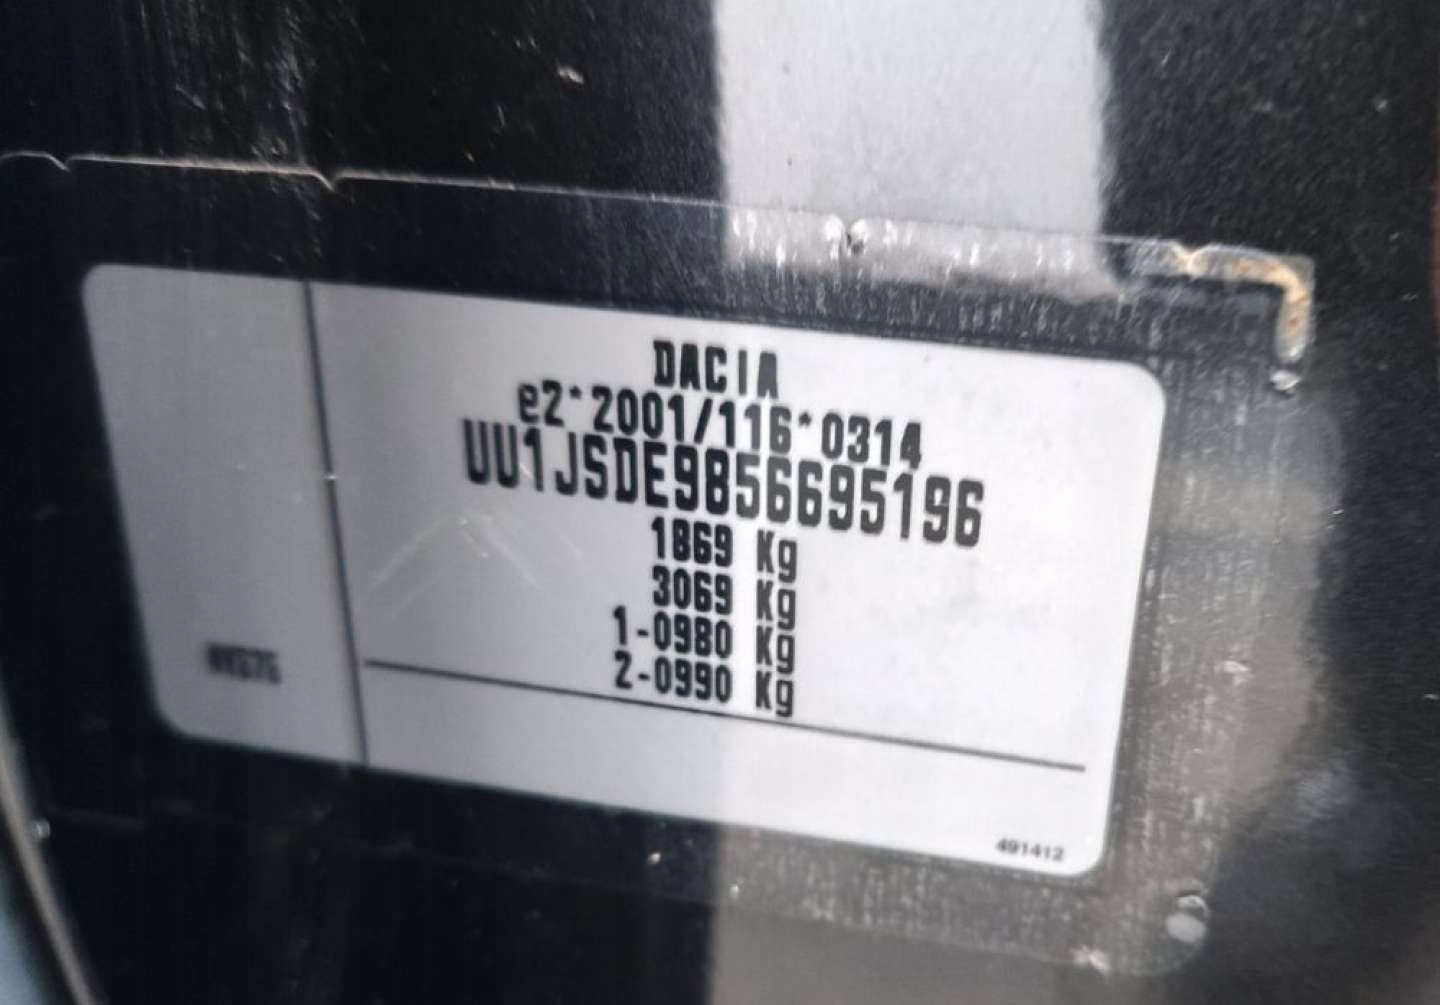 DACIA
e2*2001/116*0314
UU1JSDE9856695196
1869 Kg
3069 Kg
1-0980 Kg
2-0990 Kg
491412